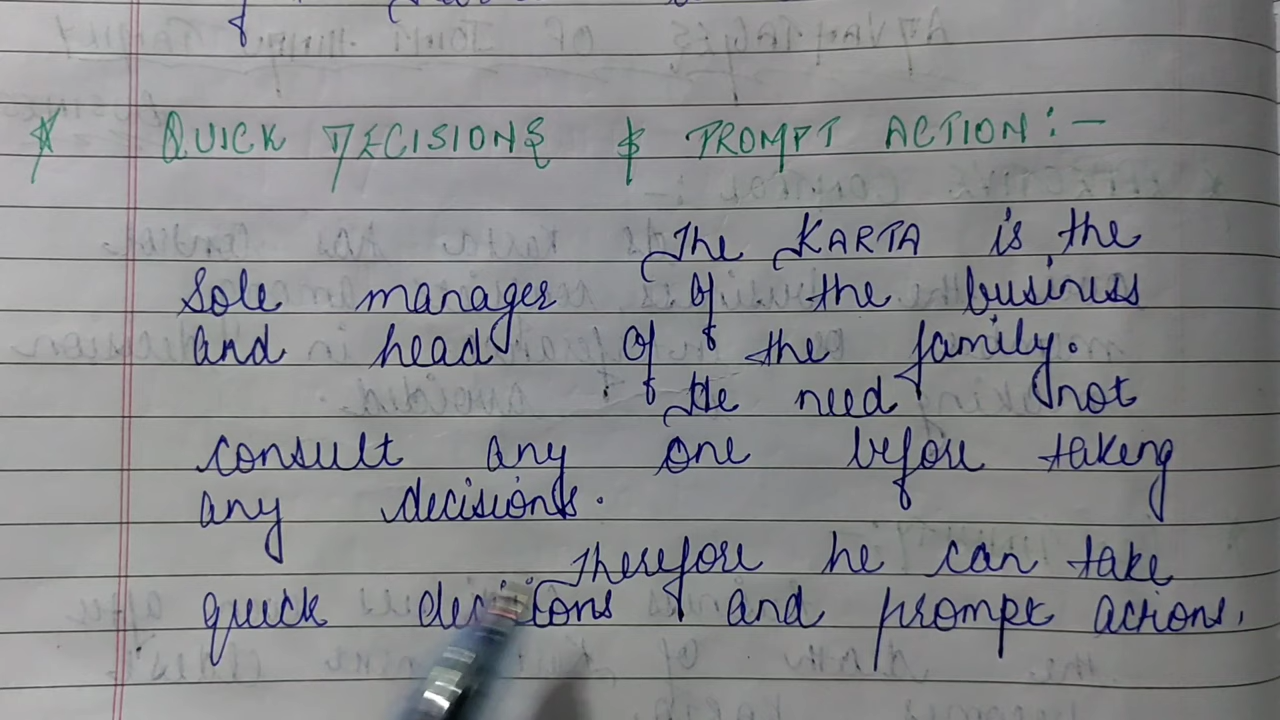 * QUICK DECISIONS & PROMPT ACTION:-
The KARTA is the
sole manager of the business
and head of the family.
He need not
consult any one before taking
any decisions.
Therefore he can take
quick decisions and prompt actions.